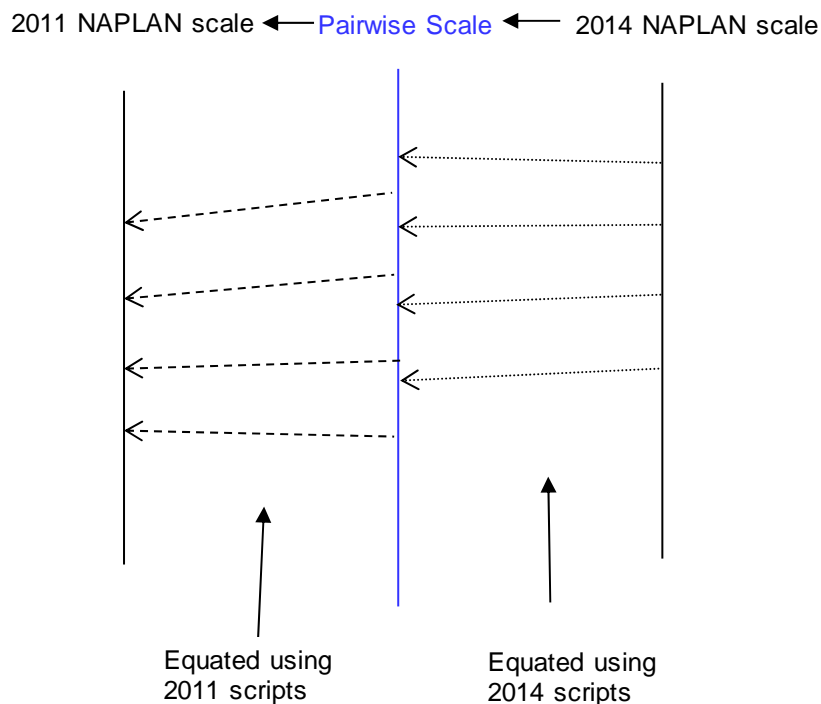 2011 NAPLAN scale Pairwise Scale 2014 NAPLAN scale
Equated using
2011 scripts
Equated using
2014 scripts